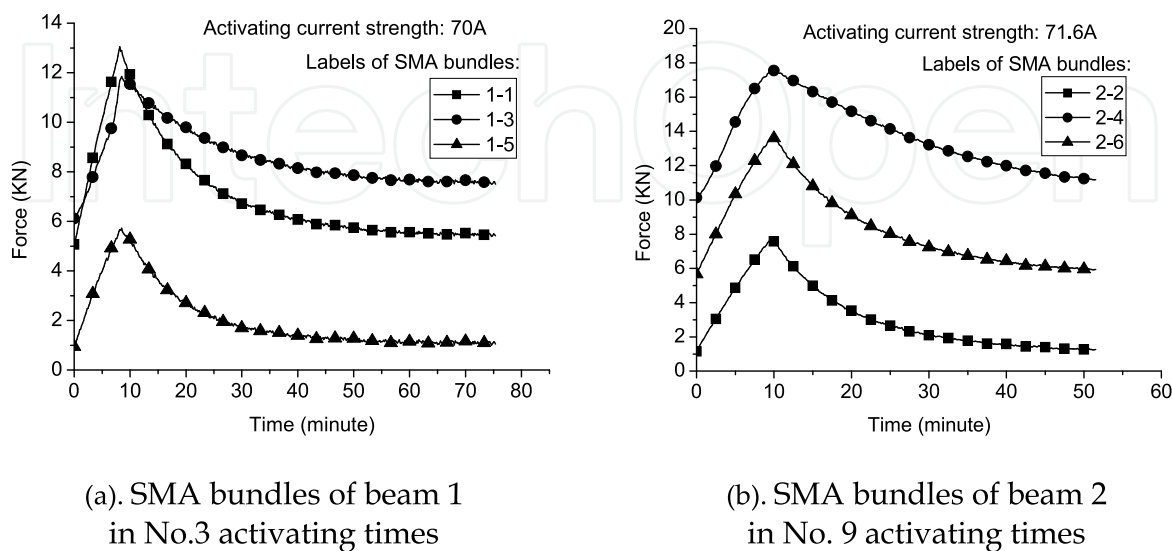 IntechOpen
Activating current strength: 70A
Labels of SMA bundles:
1-1
1-3
1-5
14
12
10
8
6
4
2
0
Force (KN)
0 10 20 30 40 50 60 70 80
Time (minute)
Activating current strength: 71.6A
Labels of SMA bundles:
2-2
2-4
2-6
20
18
16
14
12
10
8
6
4
2
0
Force (KN)
0 10 20 30 40 50 60
Time (minute)
(a). SMA bundles of beam 1
in No.3 activating times
(b). SMA bundles of beam 2
in No. 9 activating times